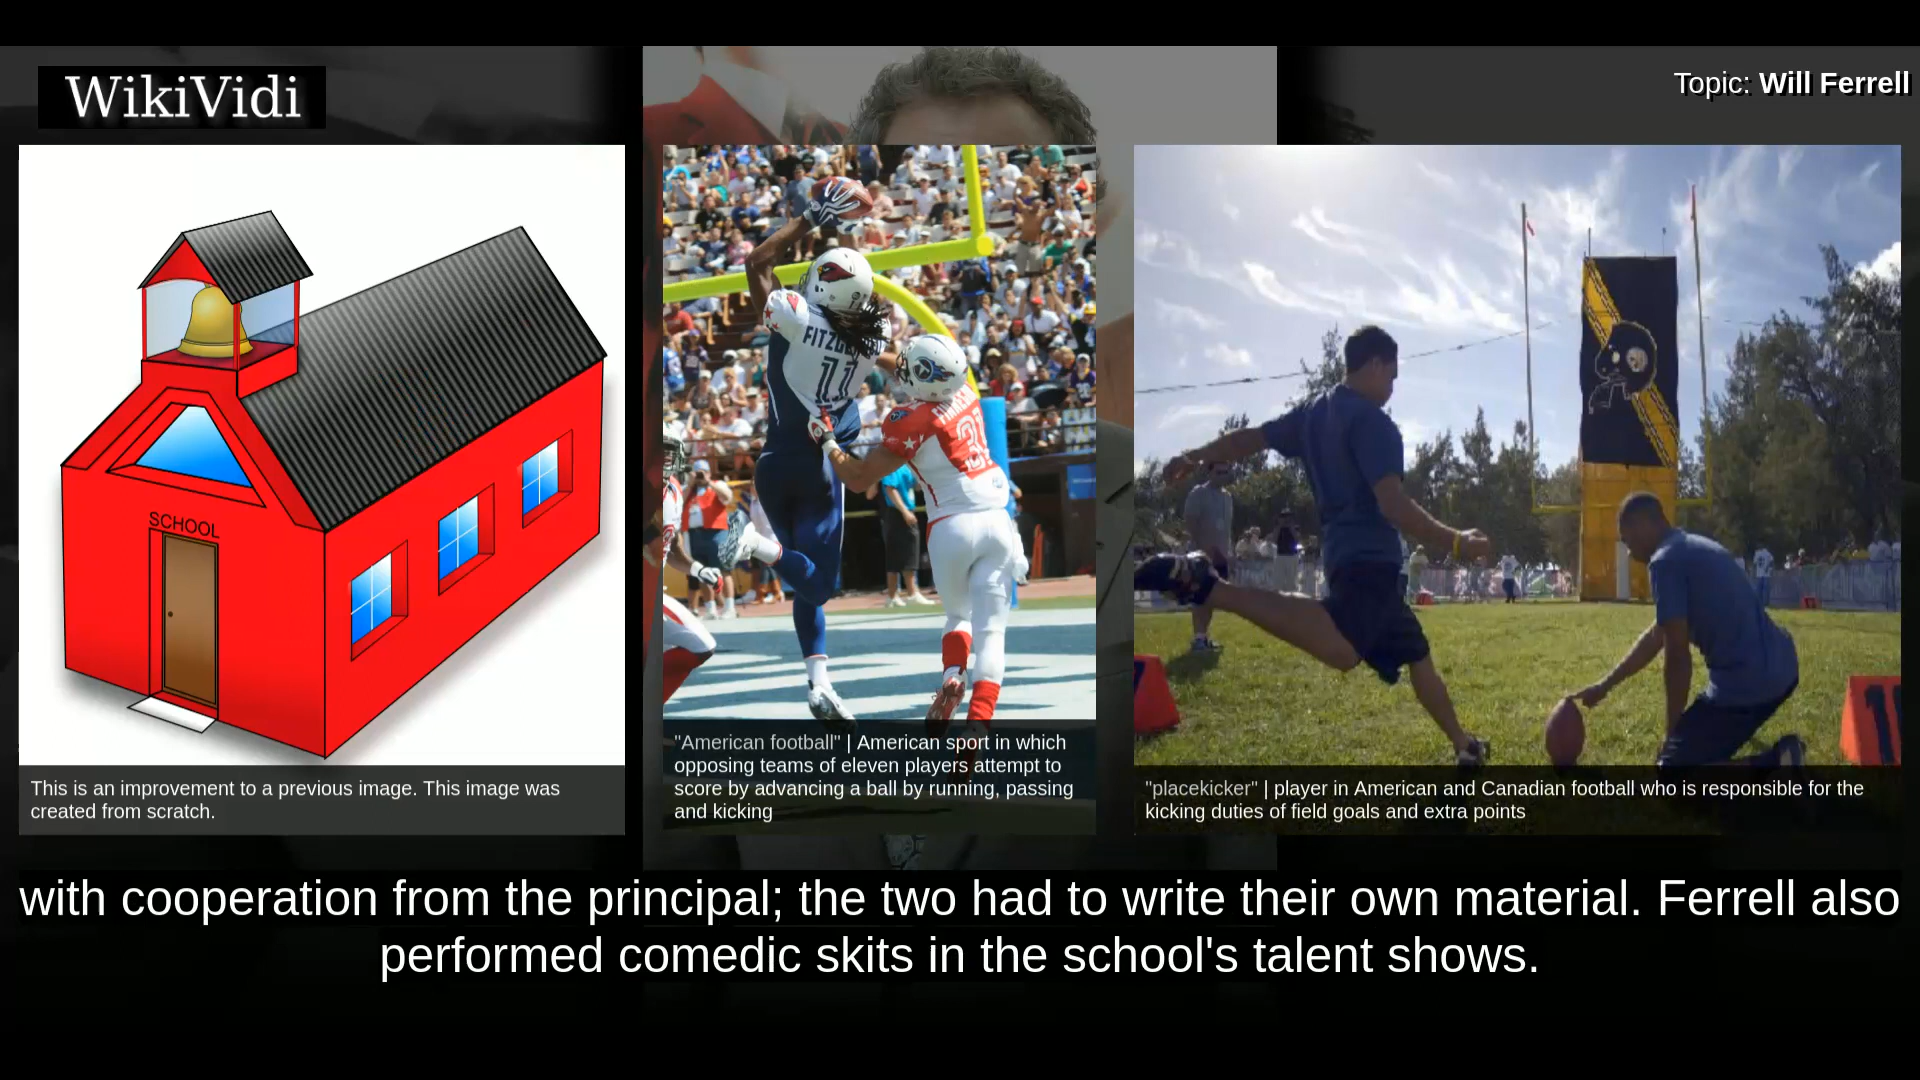 WikiVidi
Topic: Will Ferrell
SCHOOL
This is an improvement to a previous image. This image was
created from scratch.
11
31
"American football" | American sport in which
opposing teams of eleven players attempt to
score by advancing a ball by running, passing
and kicking
"placekicker" | player in American and Canadian football who is responsible for the
kicking duties of field goals and extra points
with cooperation from the principal; the two had to write their own material. Ferrell also
performed comedic skits in the school's talent shows.